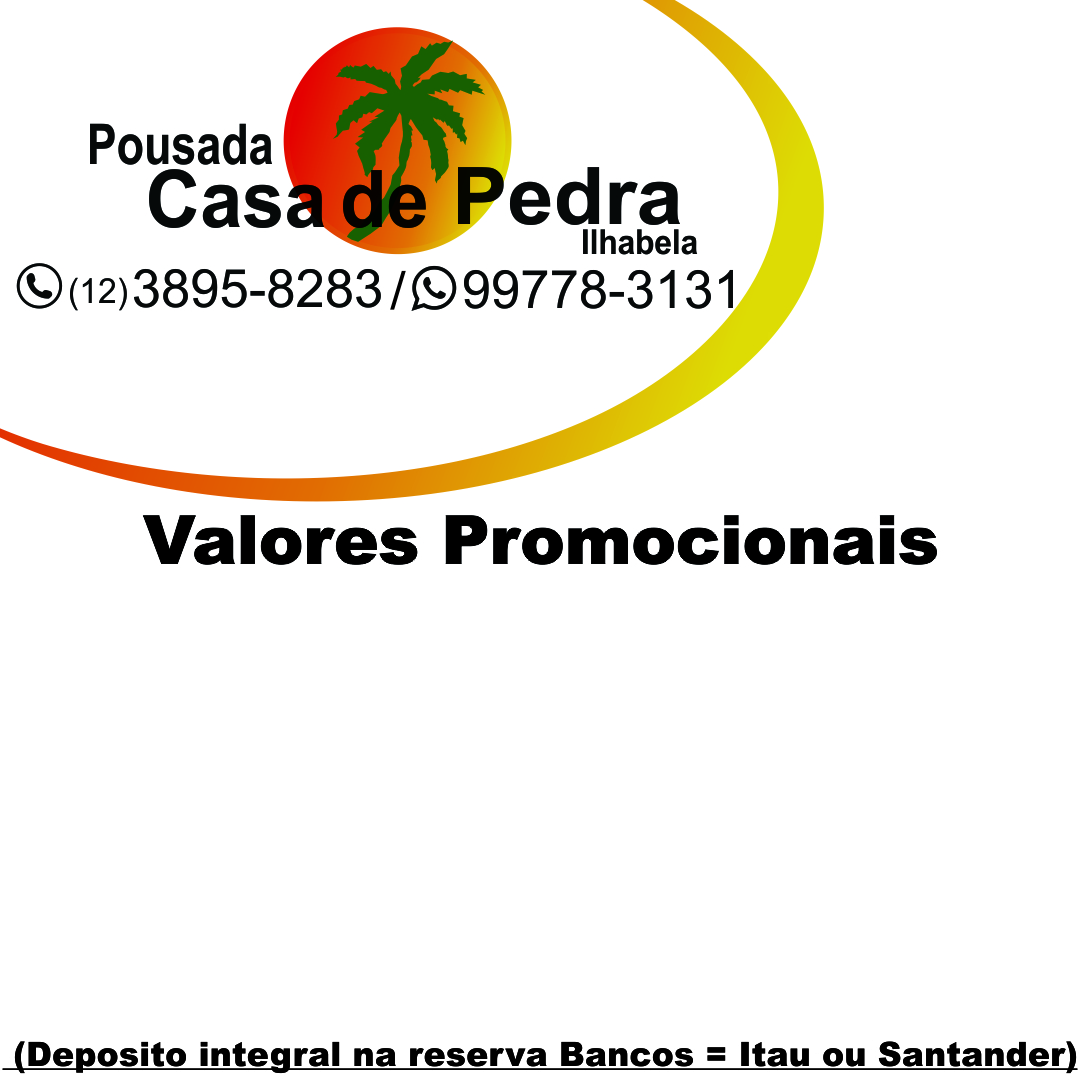 Pousada
Casa de Pedra
Ilhabela
(12)3895-8283/99778-3131
Valores Promocionais
(Deposito integral na reserva Bancos = Itau ou Santander)